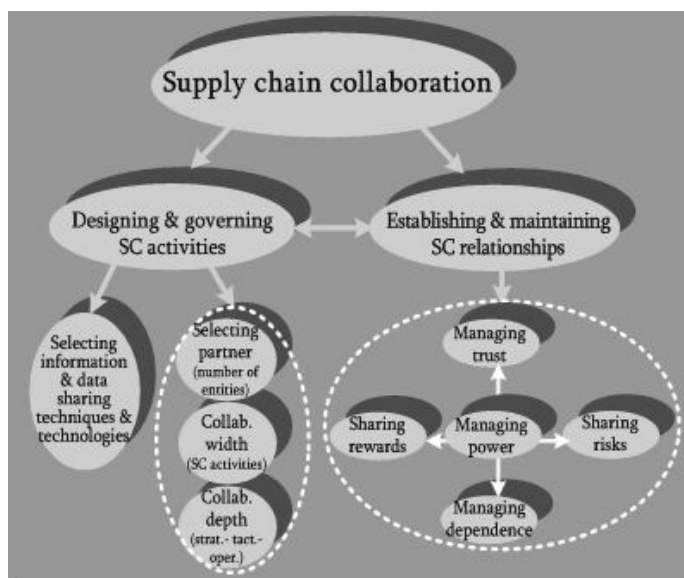 Supply chain collaboration
Designing & governing
SC activities
Establishing & maintaining
SC relationships
Selecting
information
& data
sharing
techniques &
technologies
Selecting
partner
(number of
entities)
Collab.
width
(SC activities)
Collab.
depth
(strat.- tact.-
oper.)
Managing
trust
Sharing
rewards
Managing
power
Sharing
risks
Managing
dependence